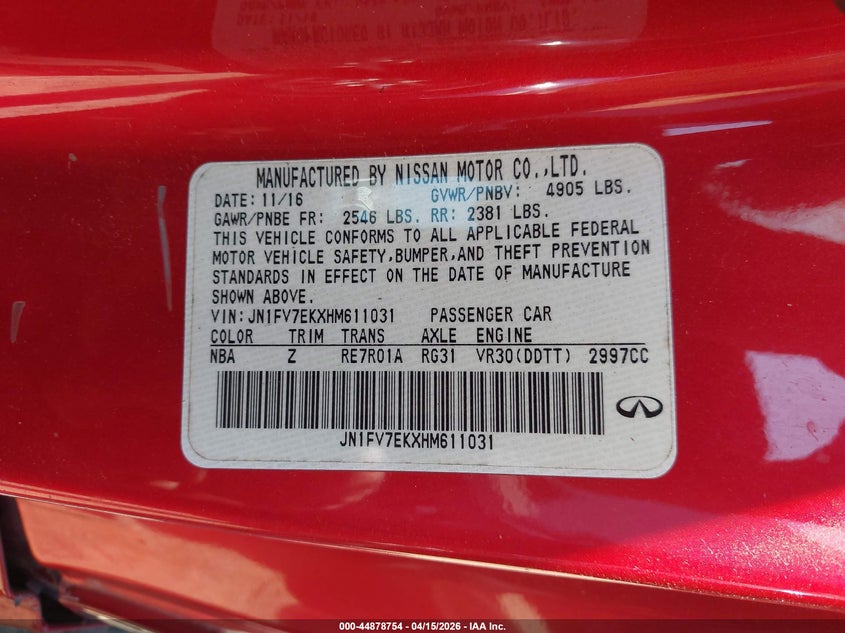 MANUFACTURED BY NISSAN MOTOR CO.,LTD.
DATE: 11/16 GVWR/PNBV: 4905 LBS.
GAWR/PNBE FR: 2546 LBS. RR: 2381 LBS.
THIS VEHICLE CONFORMS TO ALL APPLICABLE FEDERAL
MOTOR VEHICLE SAFETY,BUMPER,AND THEFT PREVENTION
STANDARDS IN EFFECT ON THE DATE OF MANUFACTURE
SHOWN ABOVE.
VIN:JN1FV7EKXHM611031 PASSENGER CAR
COLOR TRIM TRANS AXLE ENGINE
NBA Z RE7R01A RG31 VR30(DDTT) 2997CC
JN1FV7EKXHM611031
000-44878754 - 04/15/2026 - IAA Inc.